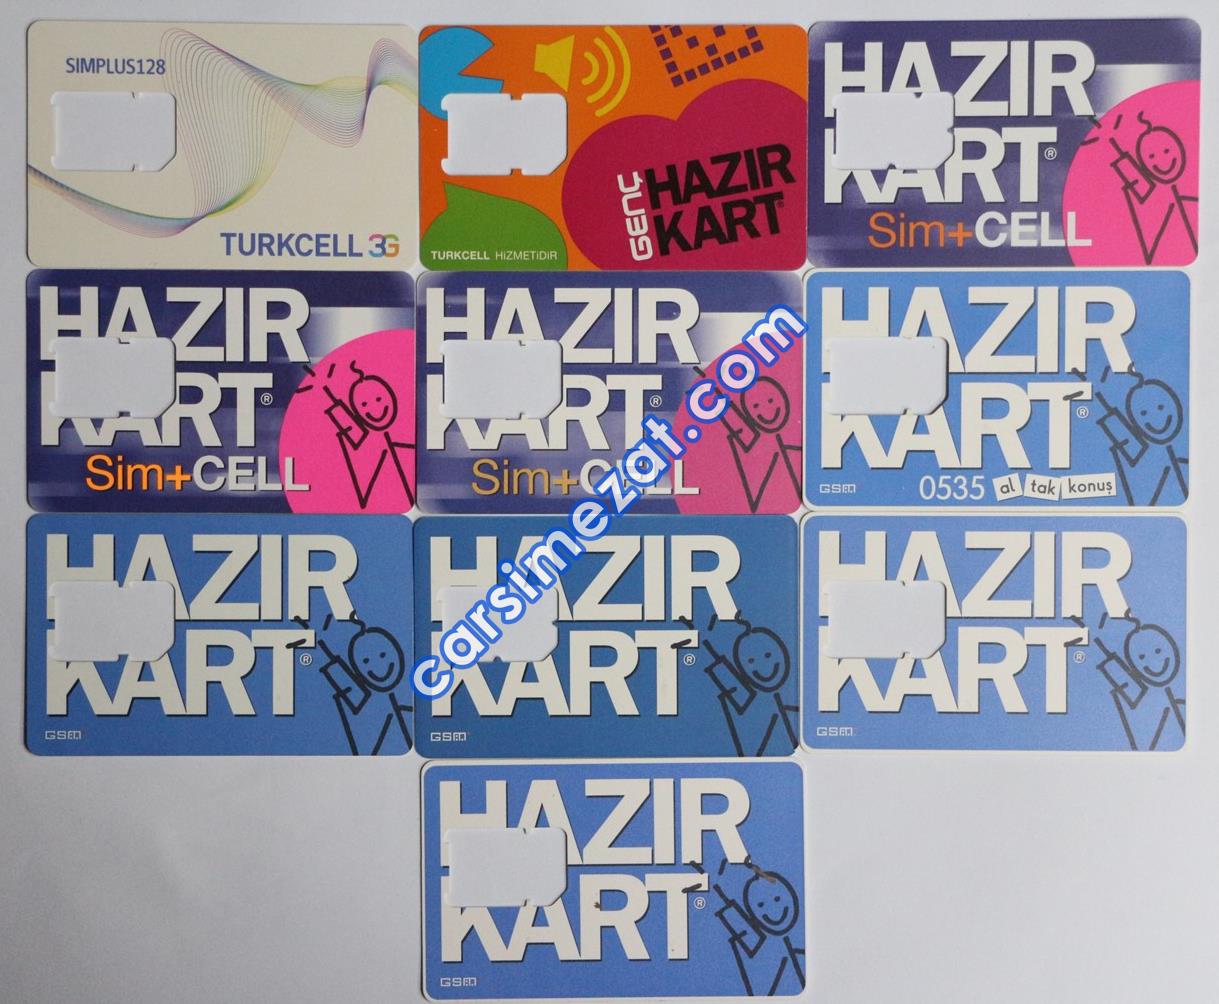 SIMPLUS128
TURKCELL 3G
GENÇ
HAZIR
KART
TURKCELL HİZMETİDİR
HAZIR
KART®
Sim+CELL
HAZIR
KART®
Sim+CELL
HAZIR
KART®
Sim+CELL
HAZIR
KART®
GSM
0535 al tak konuş
HAZIR
KART®
GSM
HAZIR
KART®
GSM
HAZIR
KART®
GSM
HAZIR
KART®
GSM
carsimezat.com